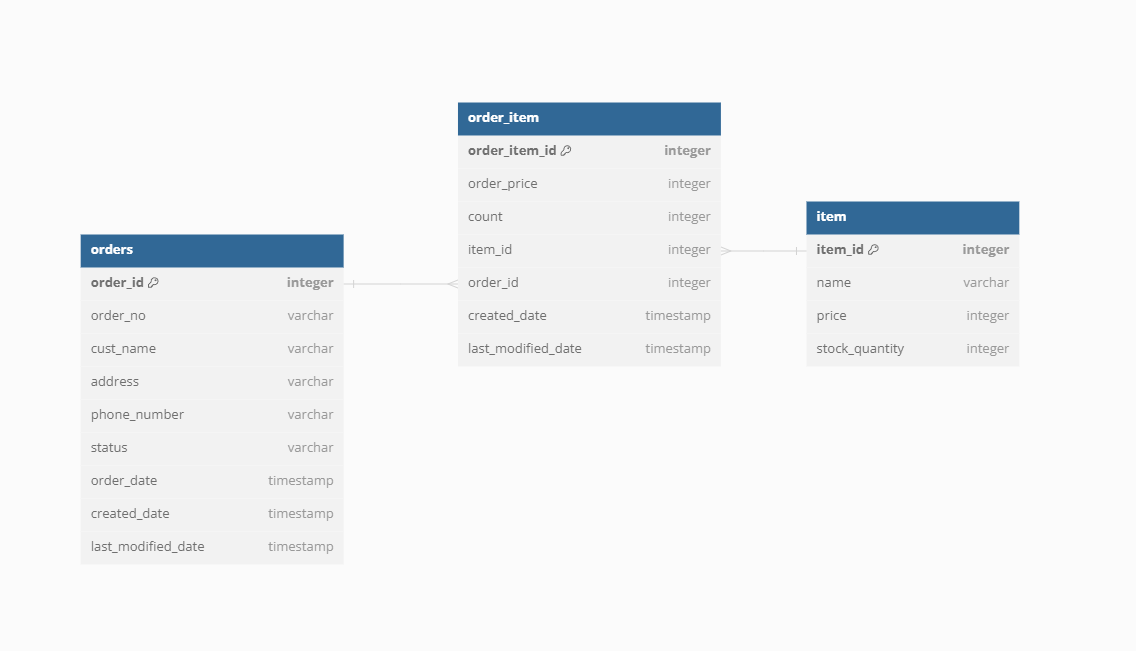 order_item
order_item_id integer
order_price integer
count integer
item_id integer
order_id integer
created_date timestamp
last_modified_date timestamp
item
item_id integer
name varchar
price integer
stock_quantity integer
orders
order_id integer
order_no varchar
cust_name varchar
address varchar
phone_number varchar
status varchar
order_date timestamp
created_date timestamp
last_modified_date timestamp